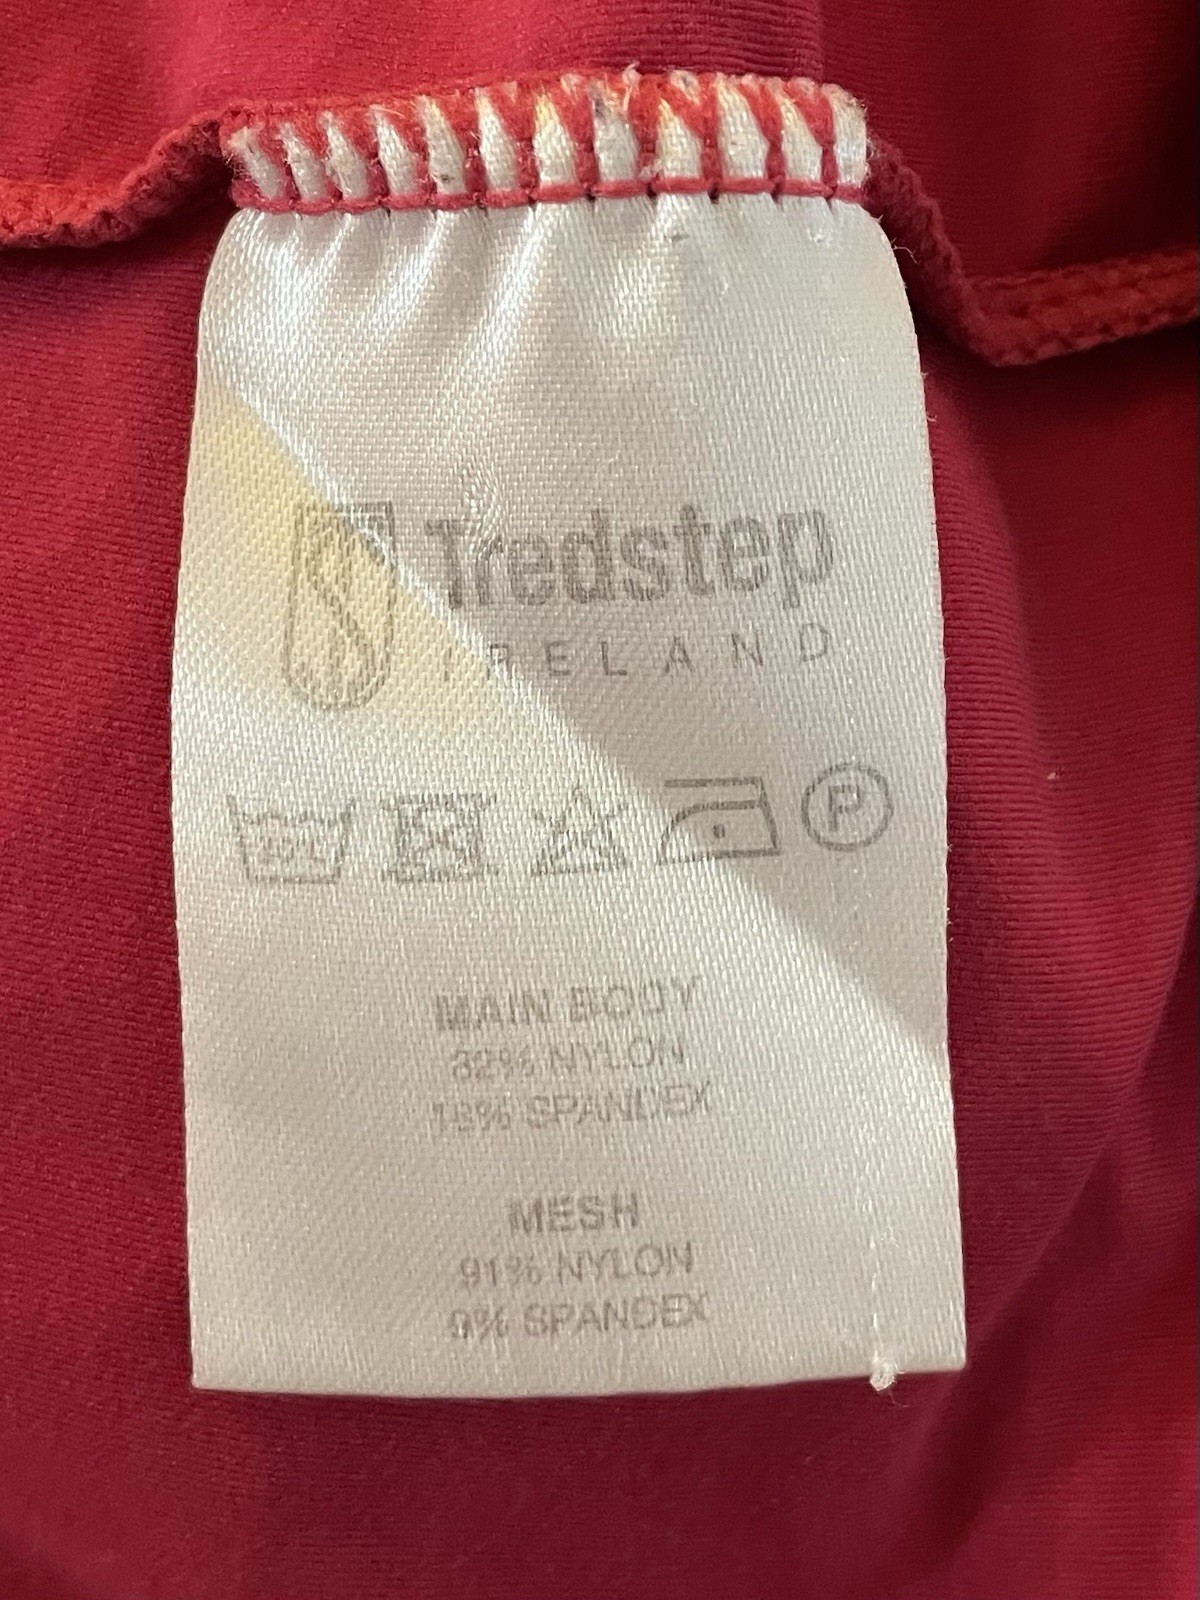 Tredstep
IRELAND
P
MAIN BODY
82% NYLON
18% SPANDEX
MESH
91% NYLON
9% SPANDEX